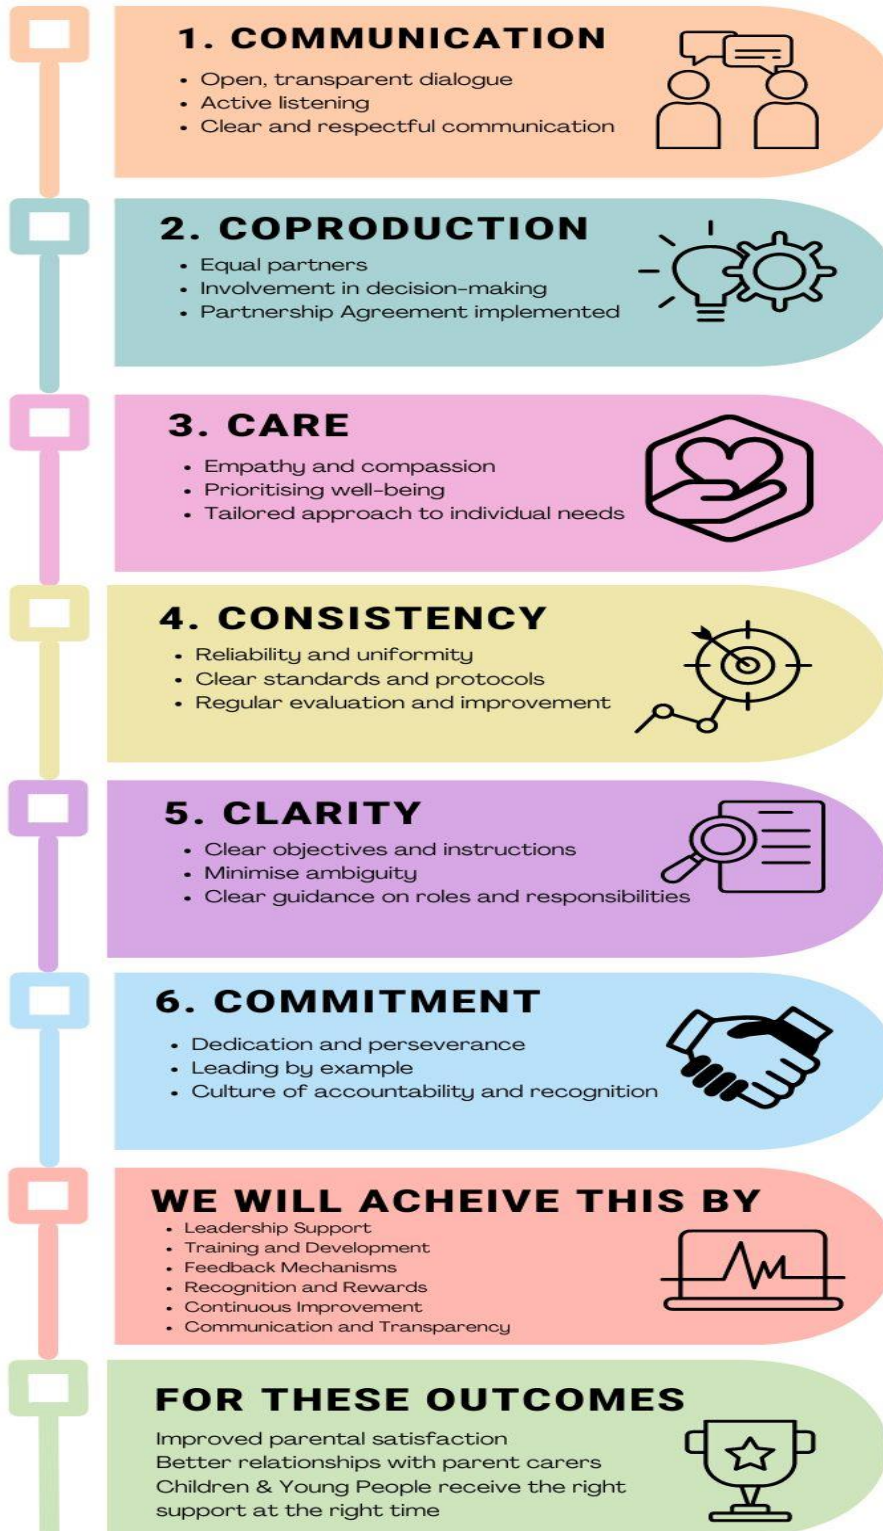 1. COMMUNICATION
• Open, transparent dialogue
• Active listening
• Clear and respectful communication
2. COPRODUCTION
• Equal partners
• Involvement in decision-making
• Partnership Agreement implemented
3. CARE
• Empathy and compassion
• Prioritising well-being
• Tailored approach to individual needs
4. CONSISTENCY
• Reliability and uniformity
• Clear standards and protocols
• Regular evaluation and improvement
5. CLARITY
• Clear objectives and instructions
• Minimise ambiguity
• Clear guidance on roles and responsibilities
6. COMMITMENT
• Dedication and perseverance
• Leading by example
• Culture of accountability and recognition
WE WILL ACHEIVE THIS BY
• Leadership Support
• Training and Development
• Feedback Mechanisms
• Recognition and Rewards
• Continuous Improvement
• Communication and Transparency
FOR THESE OUTCOMES
Improved parental satisfaction
Better relationships with parent carers
Children & Young People receive the right
support at the right time